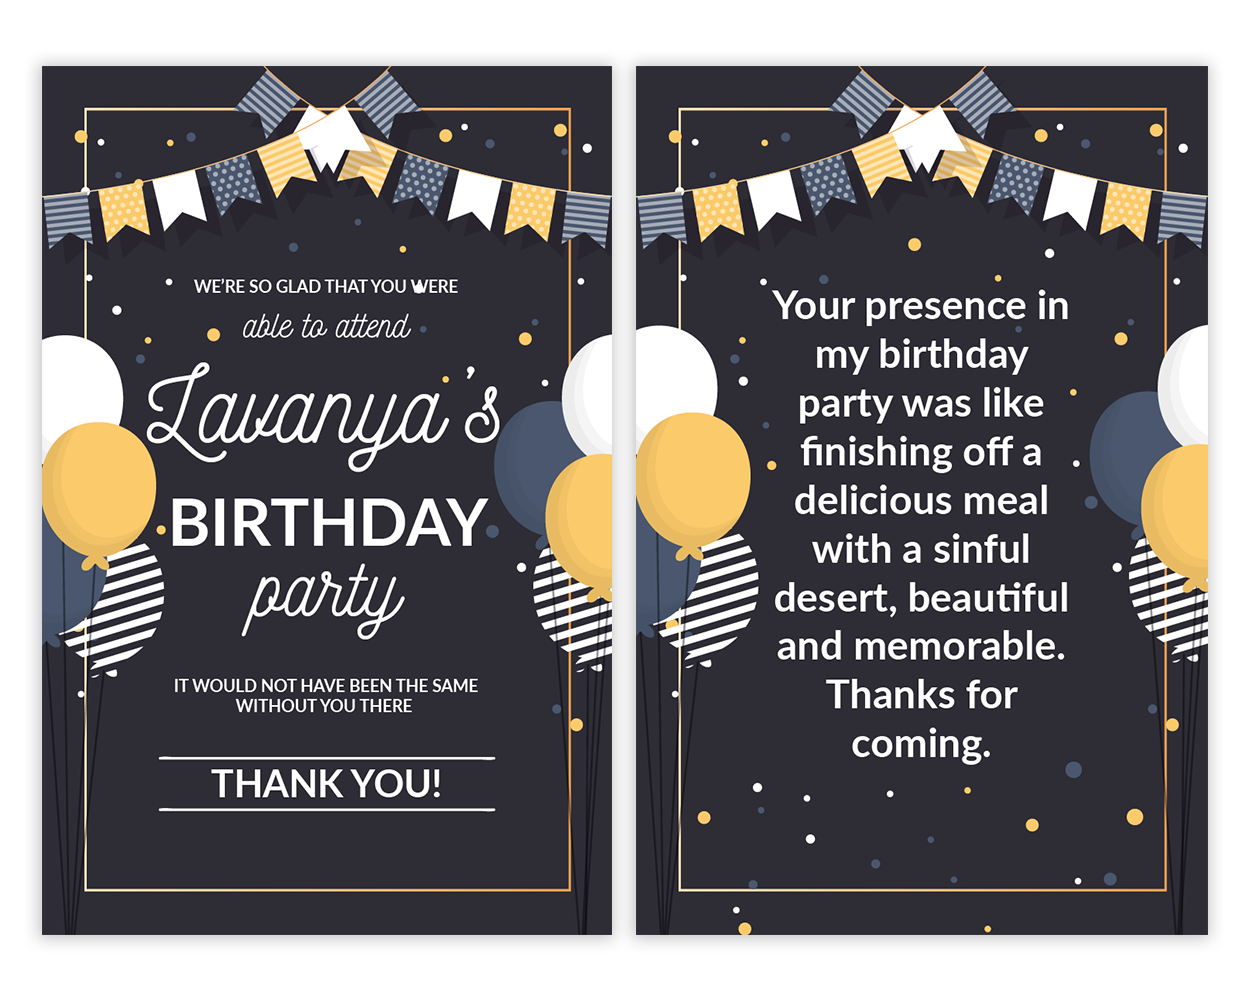 WE'RE SO GLAD THAT YOU WERE
able to attend
Lavanya's
BIRTHDAY
party
IT WOULD NOT HAVE BEEN THE SAME
WITHOUT YOU THERE
THANK YOU!
Your presence in
my birthday
party was like
finishing off a
delicious meal
with a sinful
desert, beautiful
and memorable.
Thanks for
coming.